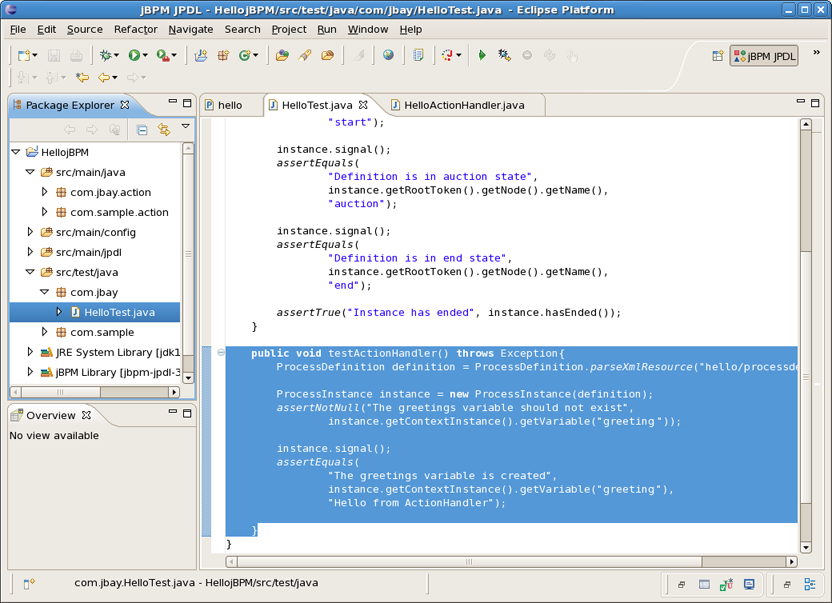 jBPM JPDL - HellojBPM/src/test/java/com/jbay/HelloTest.java - Eclipse Platform
File Edit Source Refactor Navigate Search Project Run Window Help
jBPM JPDL
Package Explorer
HellojBPM
src/main/java
com.jbay.action
com.sample.action
src/main/config
src/main/jpdl
src/test/java
com.jbay
HelloTest.java
com.sample
JRE System Library [jdk1
jBPM Library [jbpm-jpdl-3
Overview
No view available
hello HelloTest.java HelloActionHandler.java
"start");
instance.signal();
assertEquals(
"Definition is in auction state",
instance.getRootToken().getNode().getName(),
"auction");
instance.signal();
assertEquals(
"Definition is in end state",
instance.getRootToken().getNode().getName(),
"end");
assertTrue("Instance has ended", instance.hasEnded());
}
public void testActionHandler() throws Exception{
ProcessDefinition definition = ProcessDefinition.parseXmlResource("hello/processde
ProcessInstance instance = new ProcessInstance(definition);
assertNotNull("The greetings variable should not exist",
instance.getContextInstance().getVariable("greeting"));
instance.signal();
assertEquals(
"The greetings variable is created",
instance.getContextInstance().getVariable("greeting"),
"Hello from ActionHandler");
}
}
com.jbay.HelloTest.java - HellojBPM/src/test/java